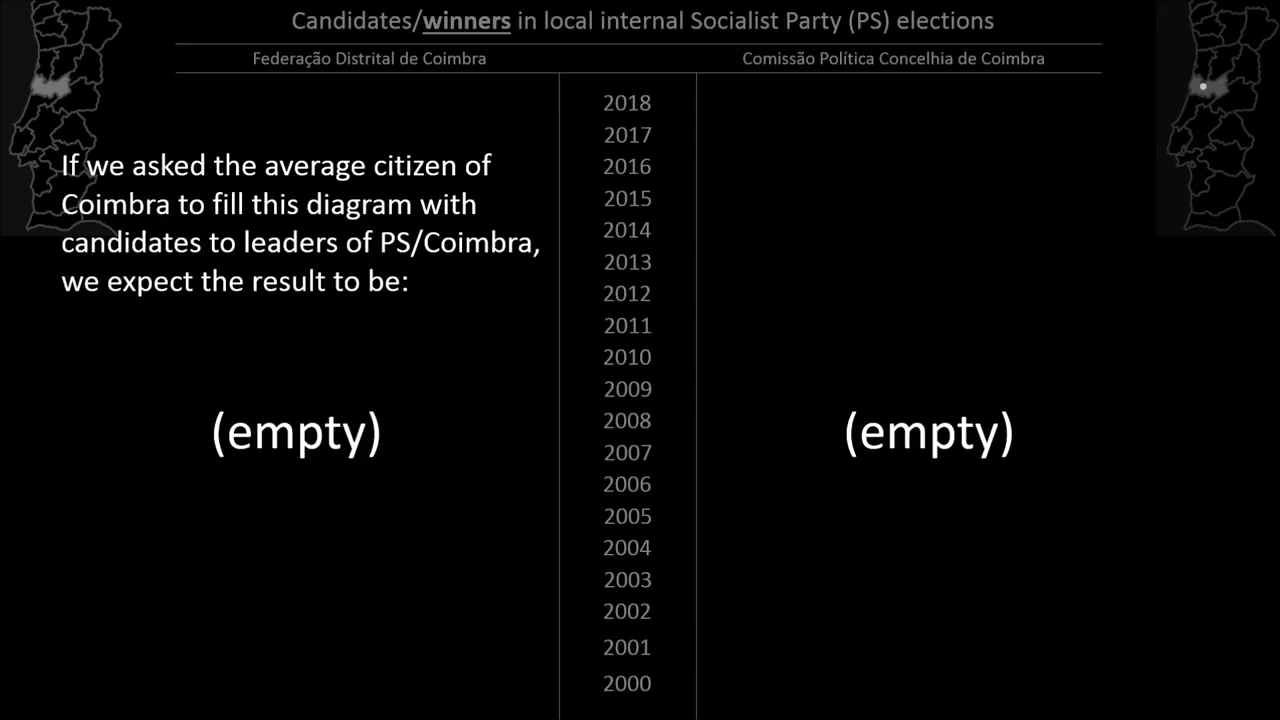 Candidates/winners in local internal Socialist Party (PS) elections
Federação Distrital de Coimbra
Comissão Política Concelhia de Coimbra
If we asked the average citizen of
Coimbra to fill this diagram with
candidates to leaders of PS/Coimbra,
we expect the result to be:
(empty)
2018
2017
2016
2015
2014
2013
2012
2011
2010
2009
2008
2007
2006
2005
2004
2003
2002
2001
2000
(empty)